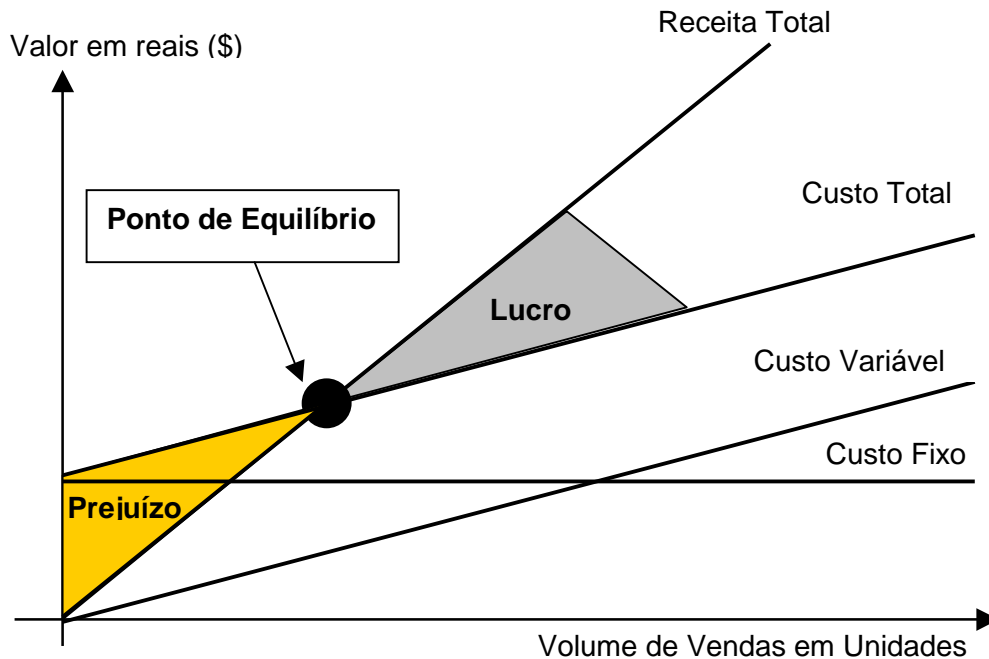 Receita Total
Valor em reais ($)
Custo Total
Ponto de Equilíbrio
Lucro
Custo Variável
Custo Fixo
Prejuízo
Volume de Vendas em Unidades